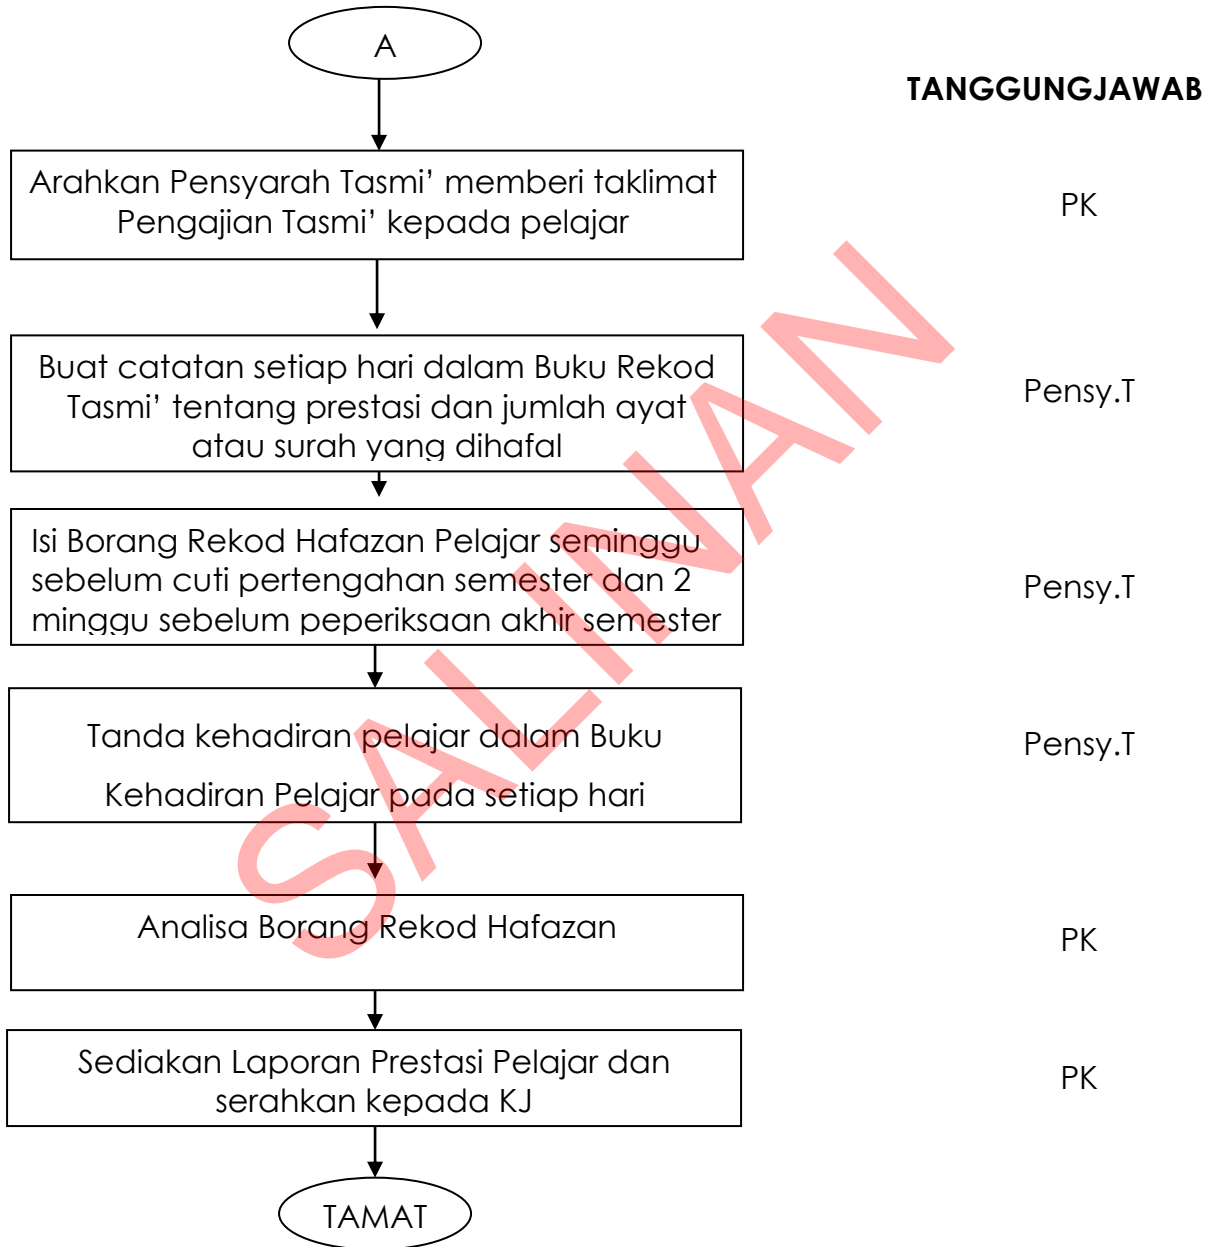 A
TANGGUNGJAWAB
Arahkan Pensyarah Tasmi’ memberi taklimat
Pengajian Tasmi’ kepada pelajar
PK
Buat catatan setiap hari dalam Buku Rekod
Tasmi’ tentang prestasi dan jumlah ayat
atau surah yang dihafal
Pensy.T
Isi Borang Rekod Hafazan Pelajar seminggu
sebelum cuti pertengahan semester dan 2
minggu sebelum peperiksaan akhir semester
Pensy.T
Tanda kehadiran pelajar dalam Buku
Kehadiran Pelajar pada setiap hari
Pensy.T
Analisa Borang Rekod Hafazan
PK
Sediakan Laporan Prestasi Pelajar dan
serahkan kepada KJ
PK
TAMAT
SALINAN